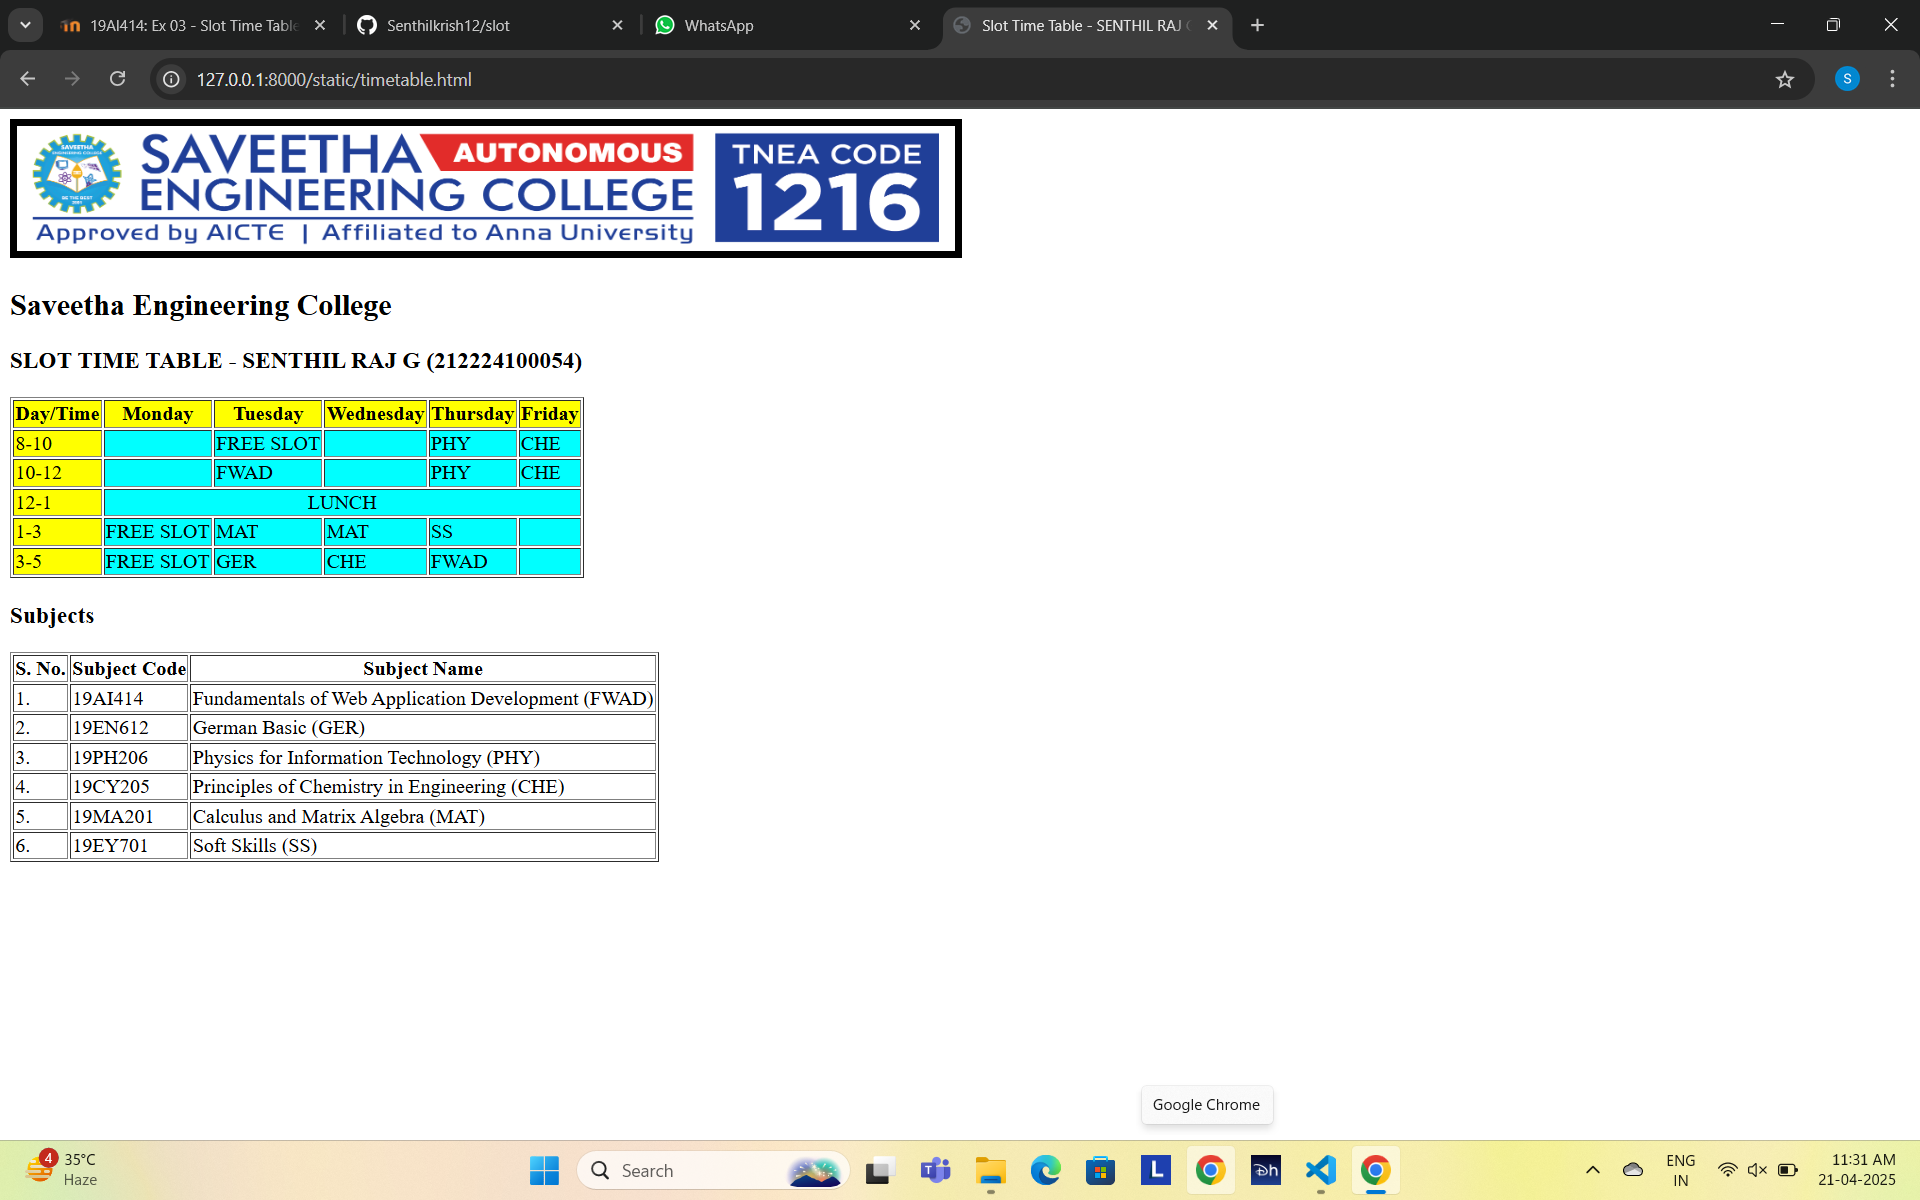 19AI414: Ex 03 - Slot Time Table
Senthilkrish12/slot
WhatsApp
Slot Time Table - SENTHIL RAJ
127.0.0.1:8000/static/timetable.html
S
SAVEETHA AUTONOMOUS
ENGINEERING COLLEGE
Approved by AICTE | Affiliated to Anna University
TNEA CODE
1216
Saveetha Engineering College
SLOT TIME TABLE - SENTHIL RAJ G (212224100054)
Day/Time Monday Tuesday Wednesday Thursday Friday
8-10 FREE SLOT PHY CHE
10-12 FWAD PHY CHE
12-1 LUNCH
1-3 FREE SLOT MAT MAT SS
3-5 FREE SLOT GER CHE FWAD
Subjects
S. No. Subject Code Subject Name
1. 19AI414 Fundamentals of Web Application Development (FWAD)
2. 19EN612 German Basic (GER)
3. 19PH206 Physics for Information Technology (PHY)
4. 19CY205 Principles of Chemistry in Engineering (CHE)
5. 19MA201 Calculus and Matrix Algebra (MAT)
6. 19EY701 Soft Skills (SS)
Google Chrome
4
35°C
Haze
Search
L
Dh
ENG
IN
11:31 AM
21-04-2025